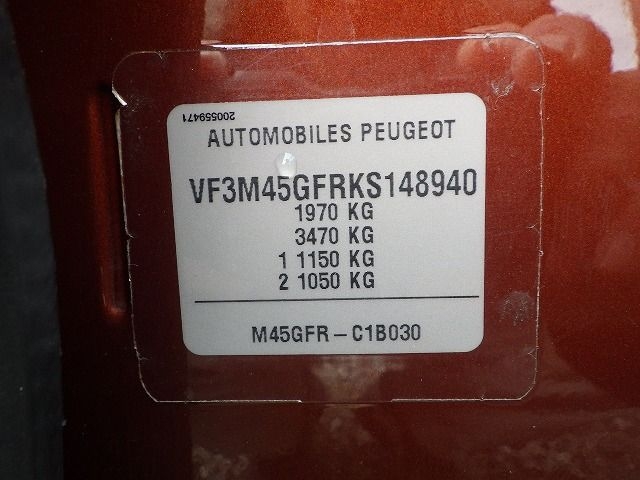 200559471
AUTOMOBILES PEUGEOT
VF3M45GFRKS148940
1970 KG
3470 KG
1 1150 KG
2 1050 KG
M45GFR – C1B030